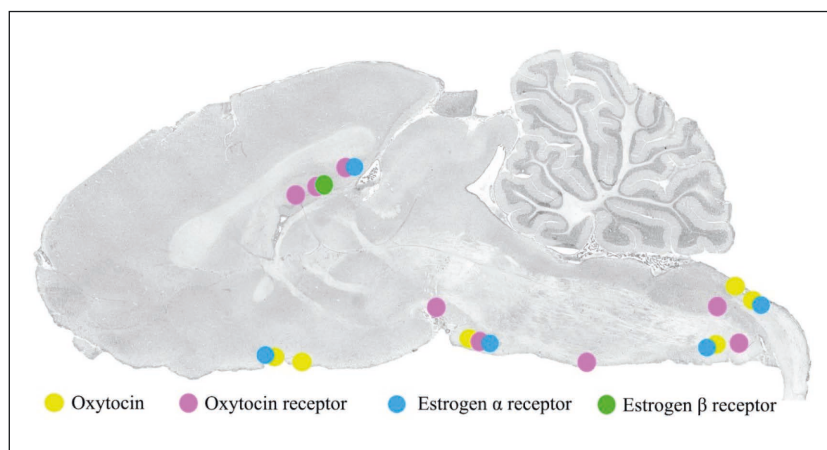 Oxytocin Oxytocin receptor Estrogen α receptor Estrogen β receptor